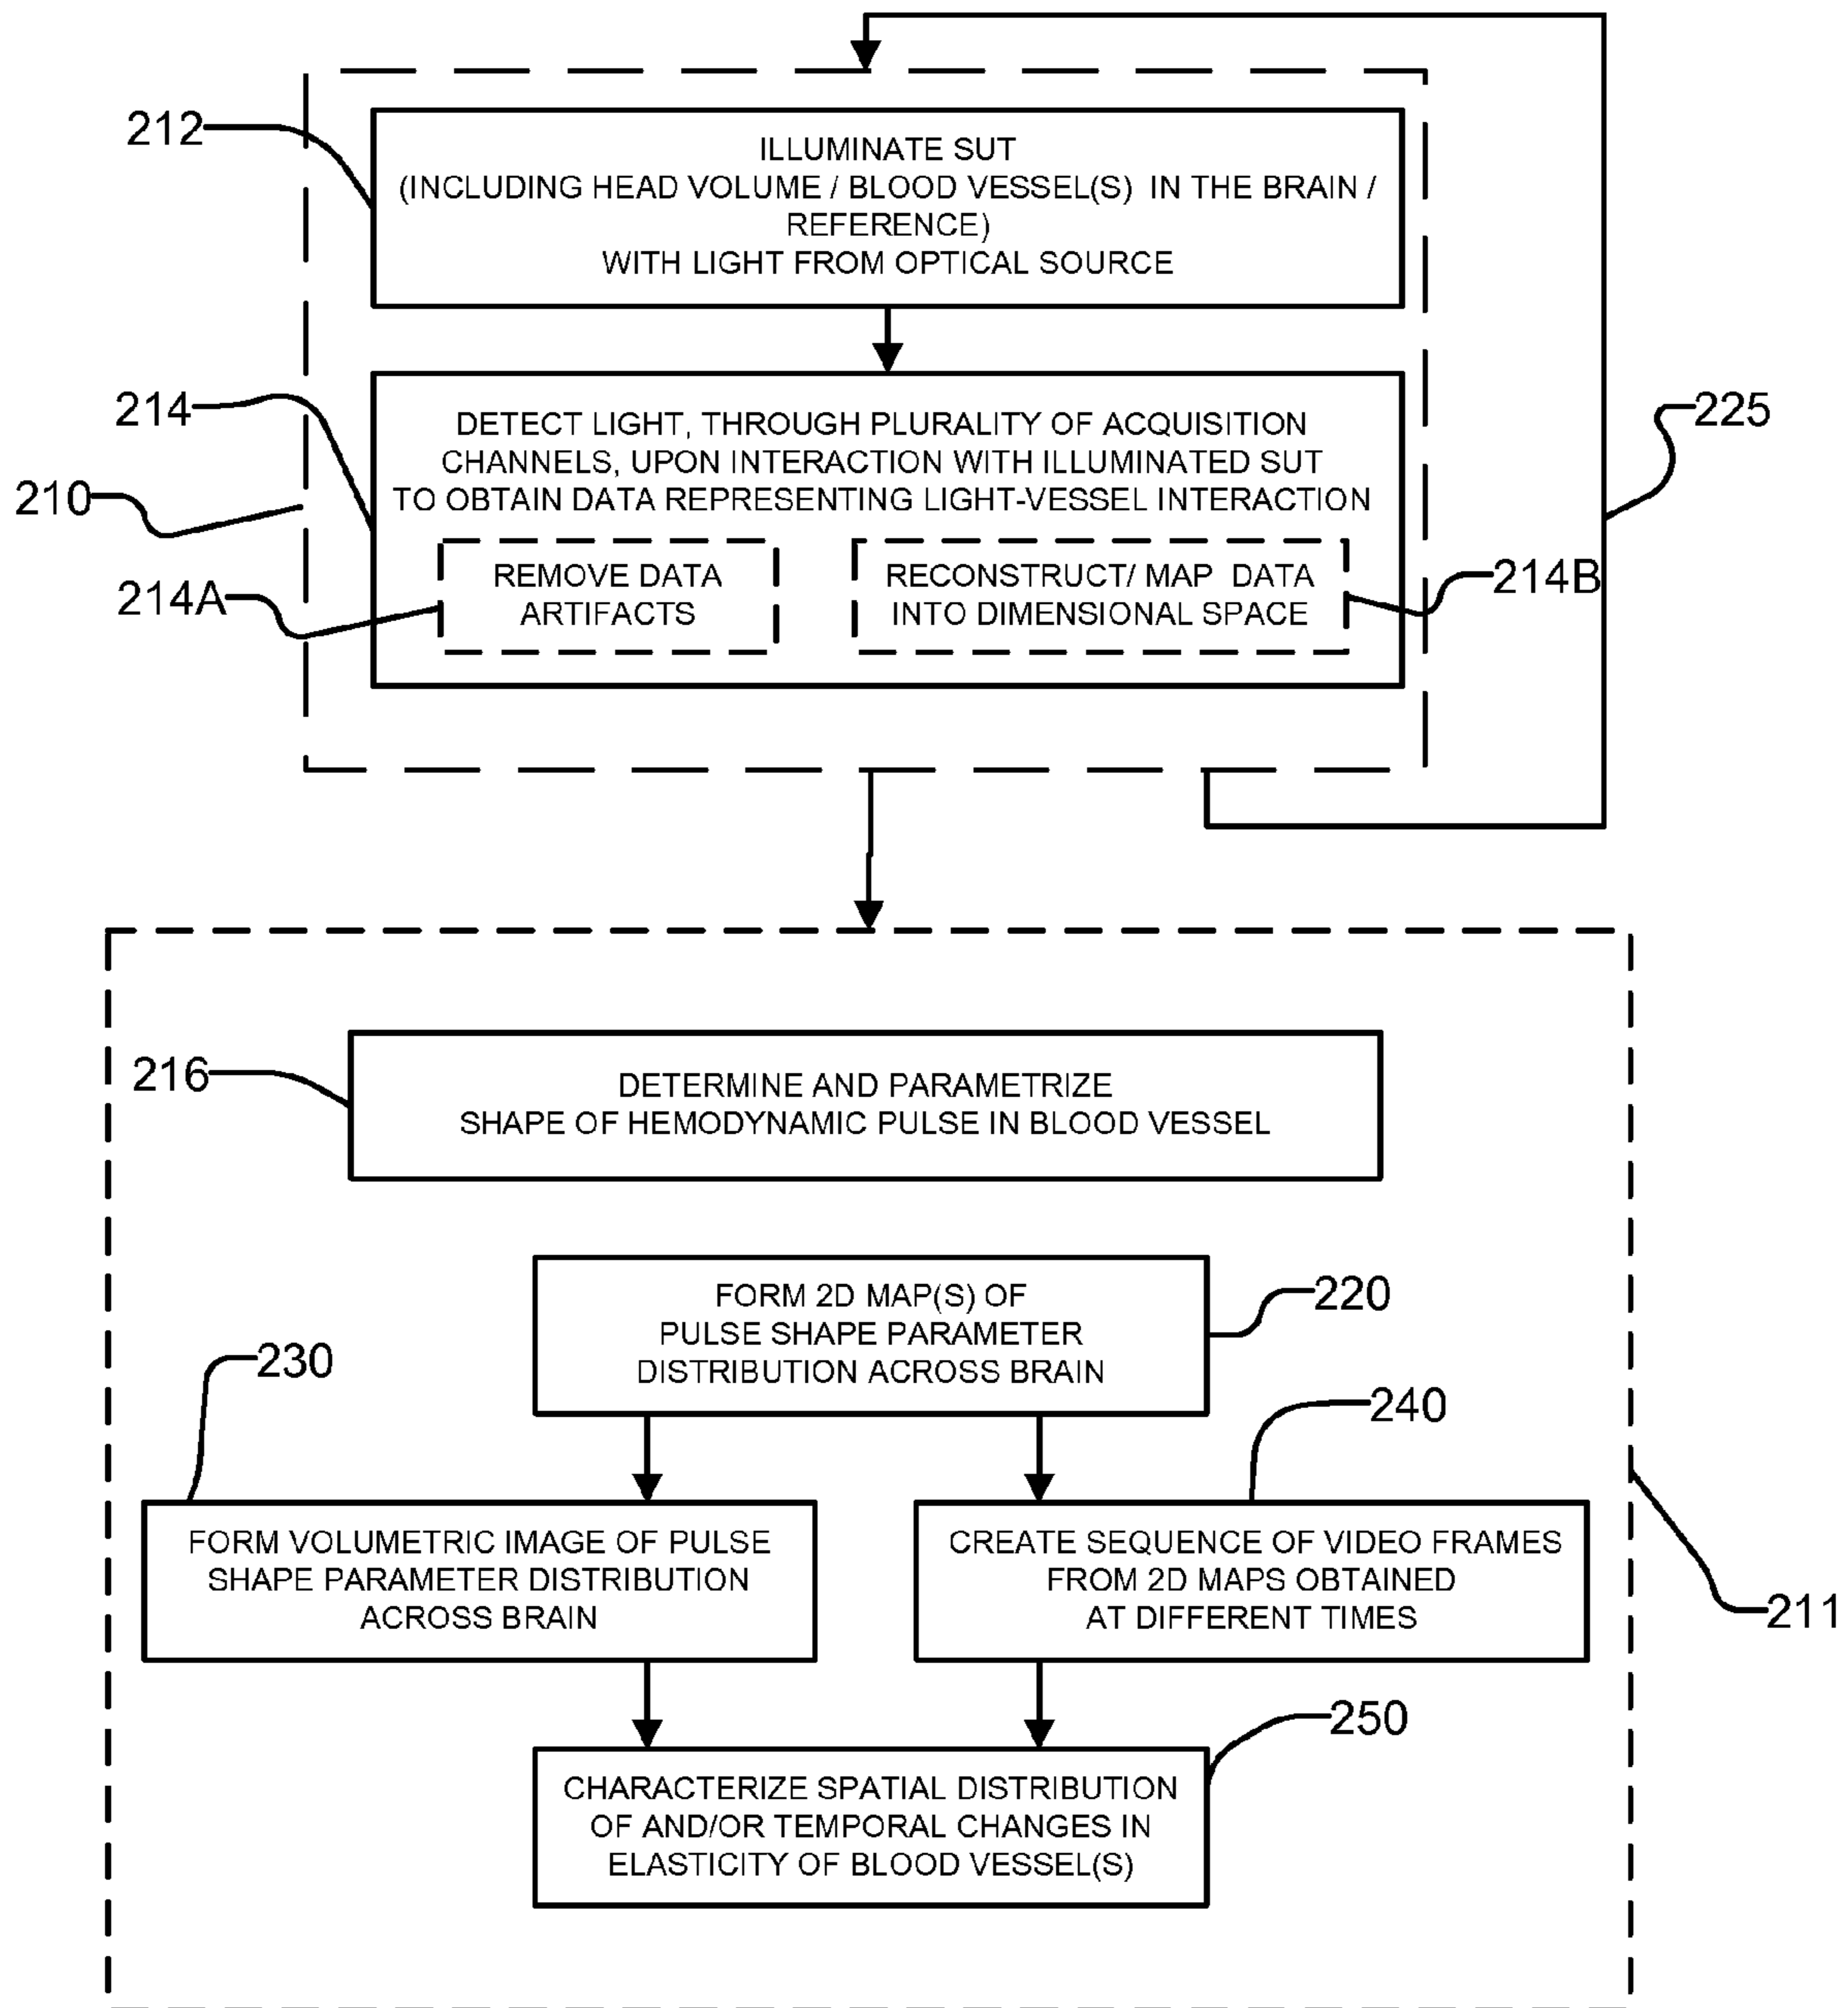 212
ILLUMINATE SUT
(INCLUDING HEAD VOLUME / BLOOD VESSEL(S) IN THE BRAIN /
REFERENCE)
WITH LIGHT FROM OPTICAL SOURCE
214
DETECT LIGHT, THROUGH PLURALITY OF ACQUISITION
CHANNELS, UPON INTERACTION WITH ILLUMINATED SUT
TO OBTAIN DATA REPRESENTING LIGHT-VESSEL INTERACTION
225
210
214A
REMOVE DATA
ARTIFACTS
RECONSTRUCT/ MAP DATA
INTO DIMENSIONAL SPACE
214B
216
DETERMINE AND PARAMETRIZE
SHAPE OF HEMODYNAMIC PULSE IN BLOOD VESSEL
FORM 2D MAP(S) OF
PULSE SHAPE PARAMETER
DISTRIBUTION ACROSS BRAIN
220
230
240
FORM VOLUMETRIC IMAGE OF PULSE
SHAPE PARAMETER DISTRIBUTION
ACROSS BRAIN
CREATE SEQUENCE OF VIDEO FRAMES
FROM 2D MAPS OBTAINED
AT DIFFERENT TIMES
211
250
CHARACTERIZE SPATIAL DISTRIBUTION
OF AND/OR TEMPORAL CHANGES IN
ELASTICITY OF BLOOD VESSEL(S)